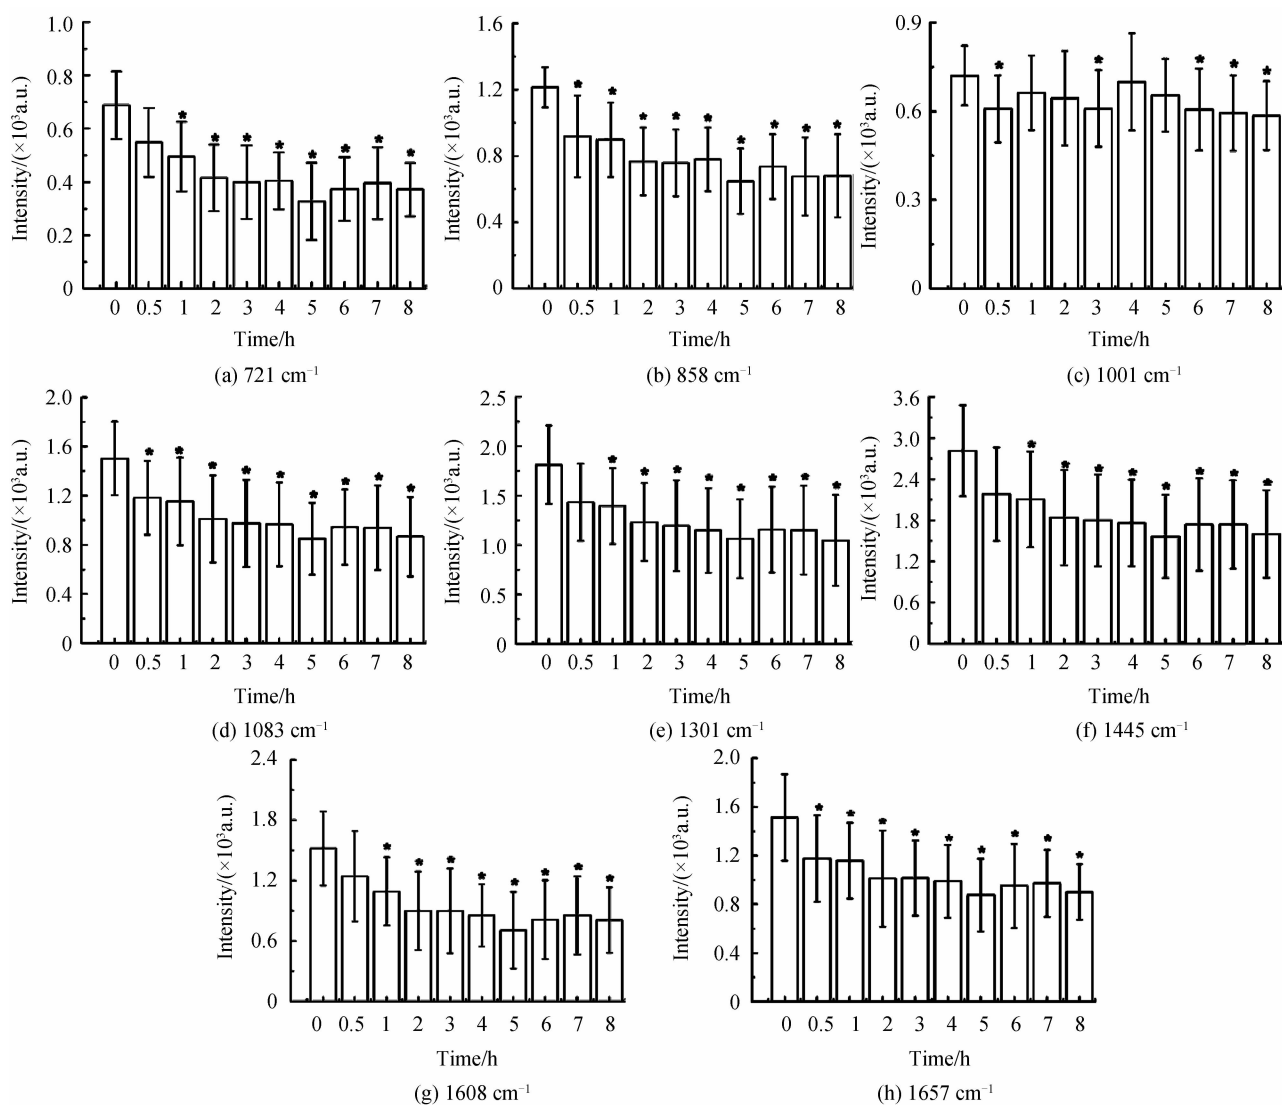 1.0
0.8
0.6
0.4
0.2
0
Intensity/(×10³a.u.)
* * * * * * * *
0 0.5 1 2 3 4 5 6 7 8
Time/h
(a) 721 cm⁻¹
1.6
1.2
0.8
0.4
0
Intensity/(×10³a.u.)
* * * * * * * * *
0 0.5 1 2 3 4 5 6 7 8
Time/h
(b) 858 cm⁻¹
0.9
0.6
0.3
0
Intensity/(×10³a.u.)
* * * * *
0 0.5 1 2 3 4 5 6 7 8
Time/h
(c) 1001 cm⁻¹
2.0
1.6
1.2
0.8
0.4
0
Intensity/(×10³a.u.)
* * * * * * * * *
0 0.5 1 2 3 4 5 6 7 8
Time/h
(d) 1083 cm⁻¹
2.5
2.0
1.5
1.0
0.5
0
Intensity/(×10³a.u.)
* * * * * * * *
0 0.5 1 2 3 4 5 6 7 8
Time/h
(e) 1301 cm⁻¹
3.6
3.0
2.4
1.8
1.2
0.6
0
Intensity/(×10³a.u.)
* * * * * * * *
0 0.5 1 2 3 4 5 6 7 8
Time/h
(f) 1445 cm⁻¹
2.4
1.8
1.2
0.6
0
Intensity/(×10³a.u.)
* * * * * * * *
0 0.5 1 2 3 4 5 6 7 8
Time/h
(g) 1608 cm⁻¹
2.0
1.6
1.2
0.8
0.4
0
Intensity/(×10³a.u.)
* * * * * * * * *
0 0.5 1 2 3 4 5 6 7 8
Time/h
(h) 1657 cm⁻¹